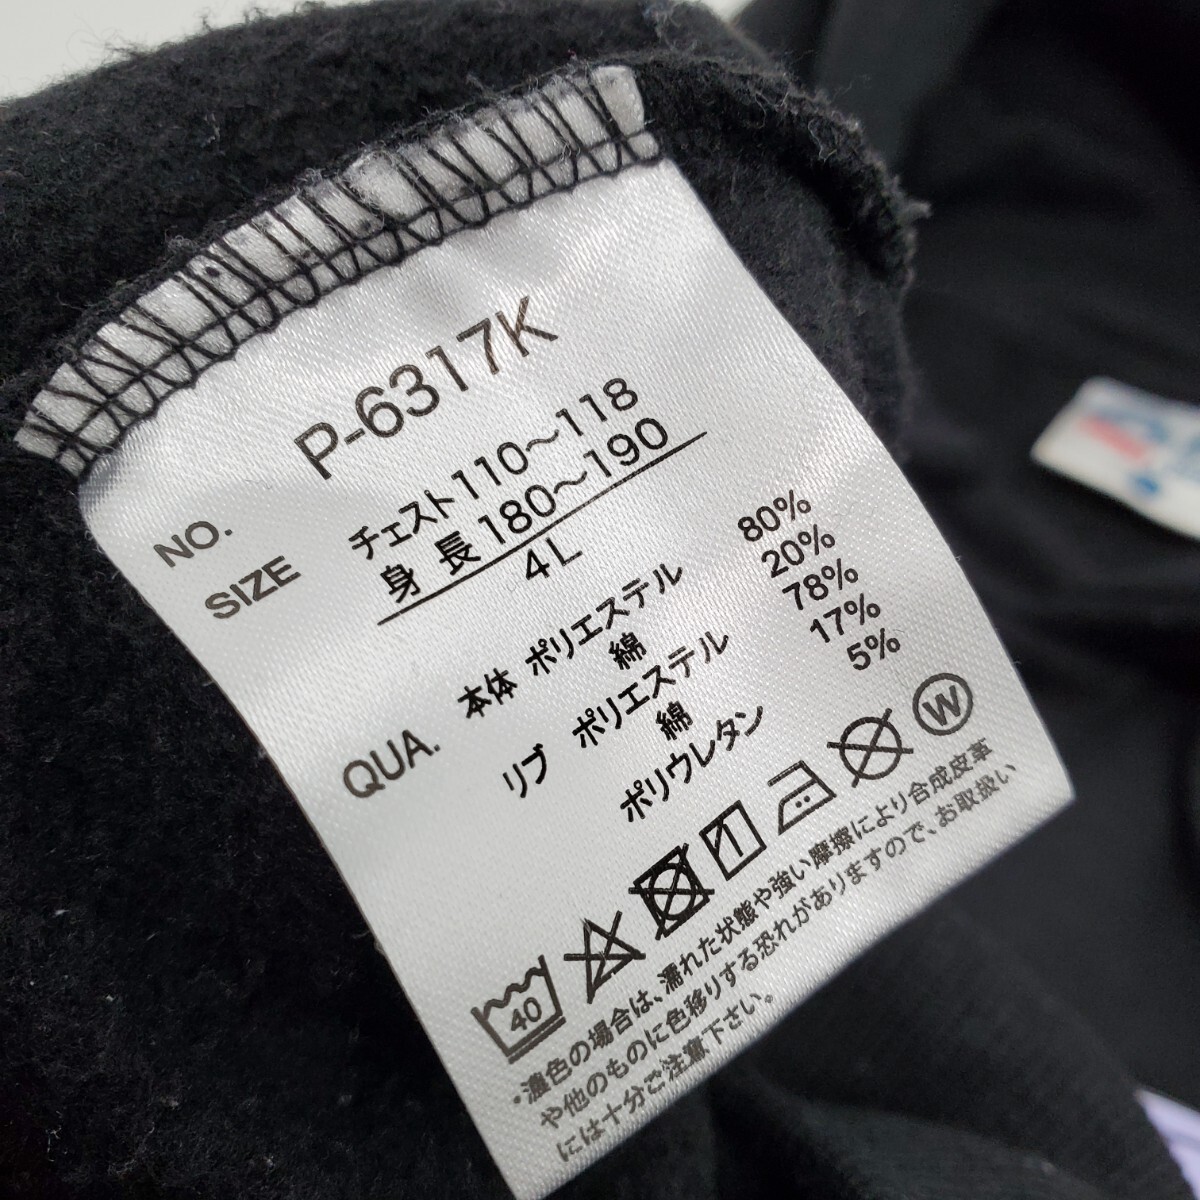 NO. P-6317K
SIZE チェスト110～118
身 長 180～190
4L
QUA. 本体 ポリエステル 80%
綿 20%
リブ ポリエステル 78%
綿 17%
ポリウレタン 5%
40 W
・濃色の場合は、濡れた状態や強い摩擦により合成皮革
や他のものに色移りする恐れがありますので、お取扱い
には十分ご注意下さい。